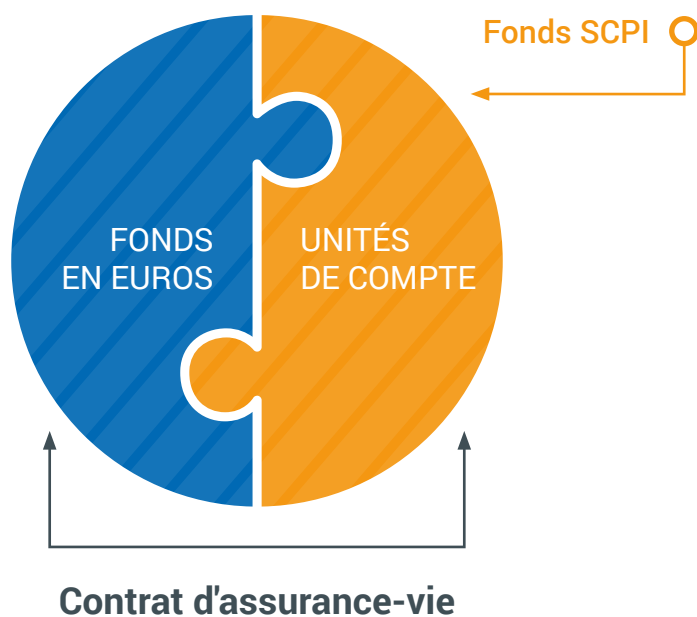 Fonds SCPI
FONDS
EN EUROS
UNITÉS
DE COMPTE
Contrat d'assurance-vie